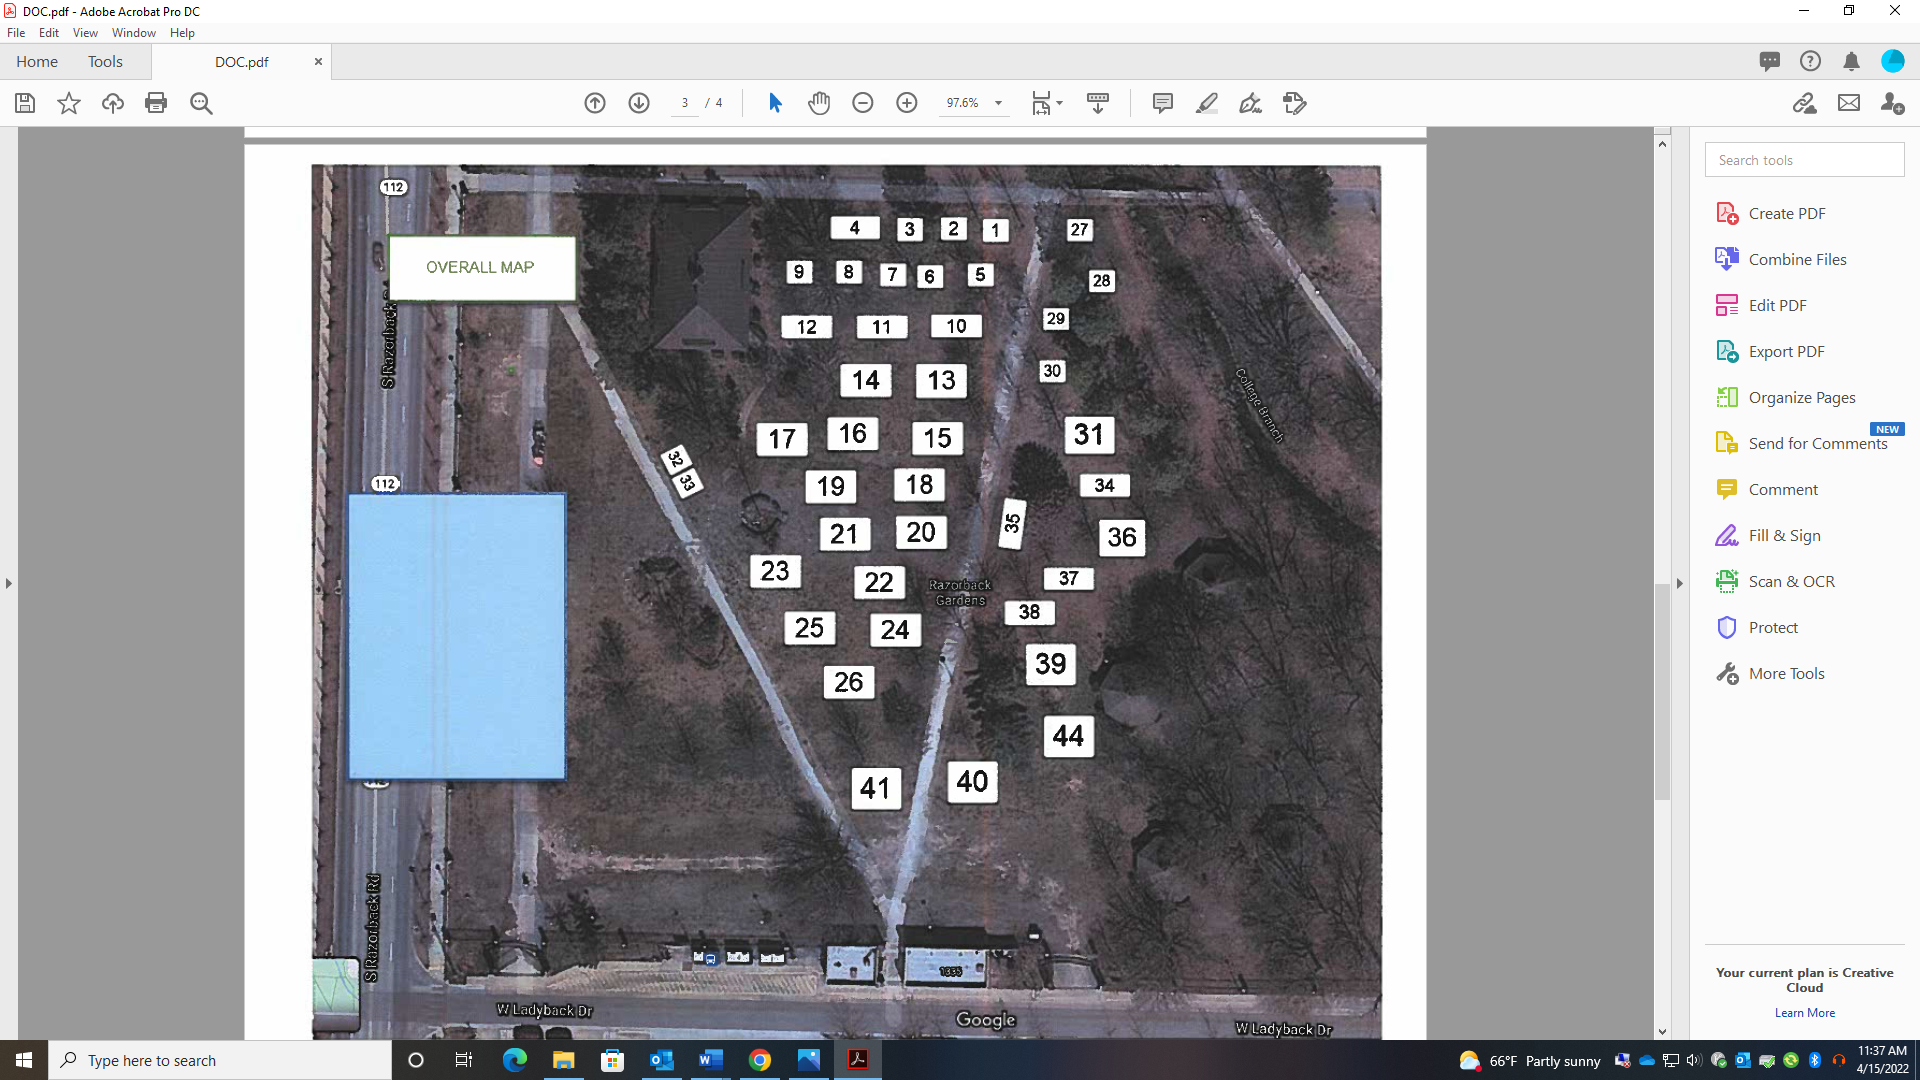 DOC.pdf - Adobe Acrobat Pro DC
File Edit View Window Help
Home Tools DOC.pdf
3 / 4 97.6%
Search tools
Create PDF
Combine Files
Edit PDF
Export PDF
Organize Pages
NEW
Send for Comments
Comment
Fill & Sign
Scan & OCR
Protect
More Tools
Your current plan is Creative
Cloud
Learn More
112
OVERALL MAP
S Razorback
112
4 3 2 1 27
9 8 7 6 5 28
12 11 10 29
14 13 30
17 16 15 31
32
33
19 18 34
21 20 35 36
23 22 37
Razorback
Gardens
38
25 24
26 39
44
41 40
College Branch
S Razorback Rd
1335
W Ladyback Dr
Google
W Ladyback Dr
Type here to search
66°F Partly sunny
11:37 AM
4/15/2022